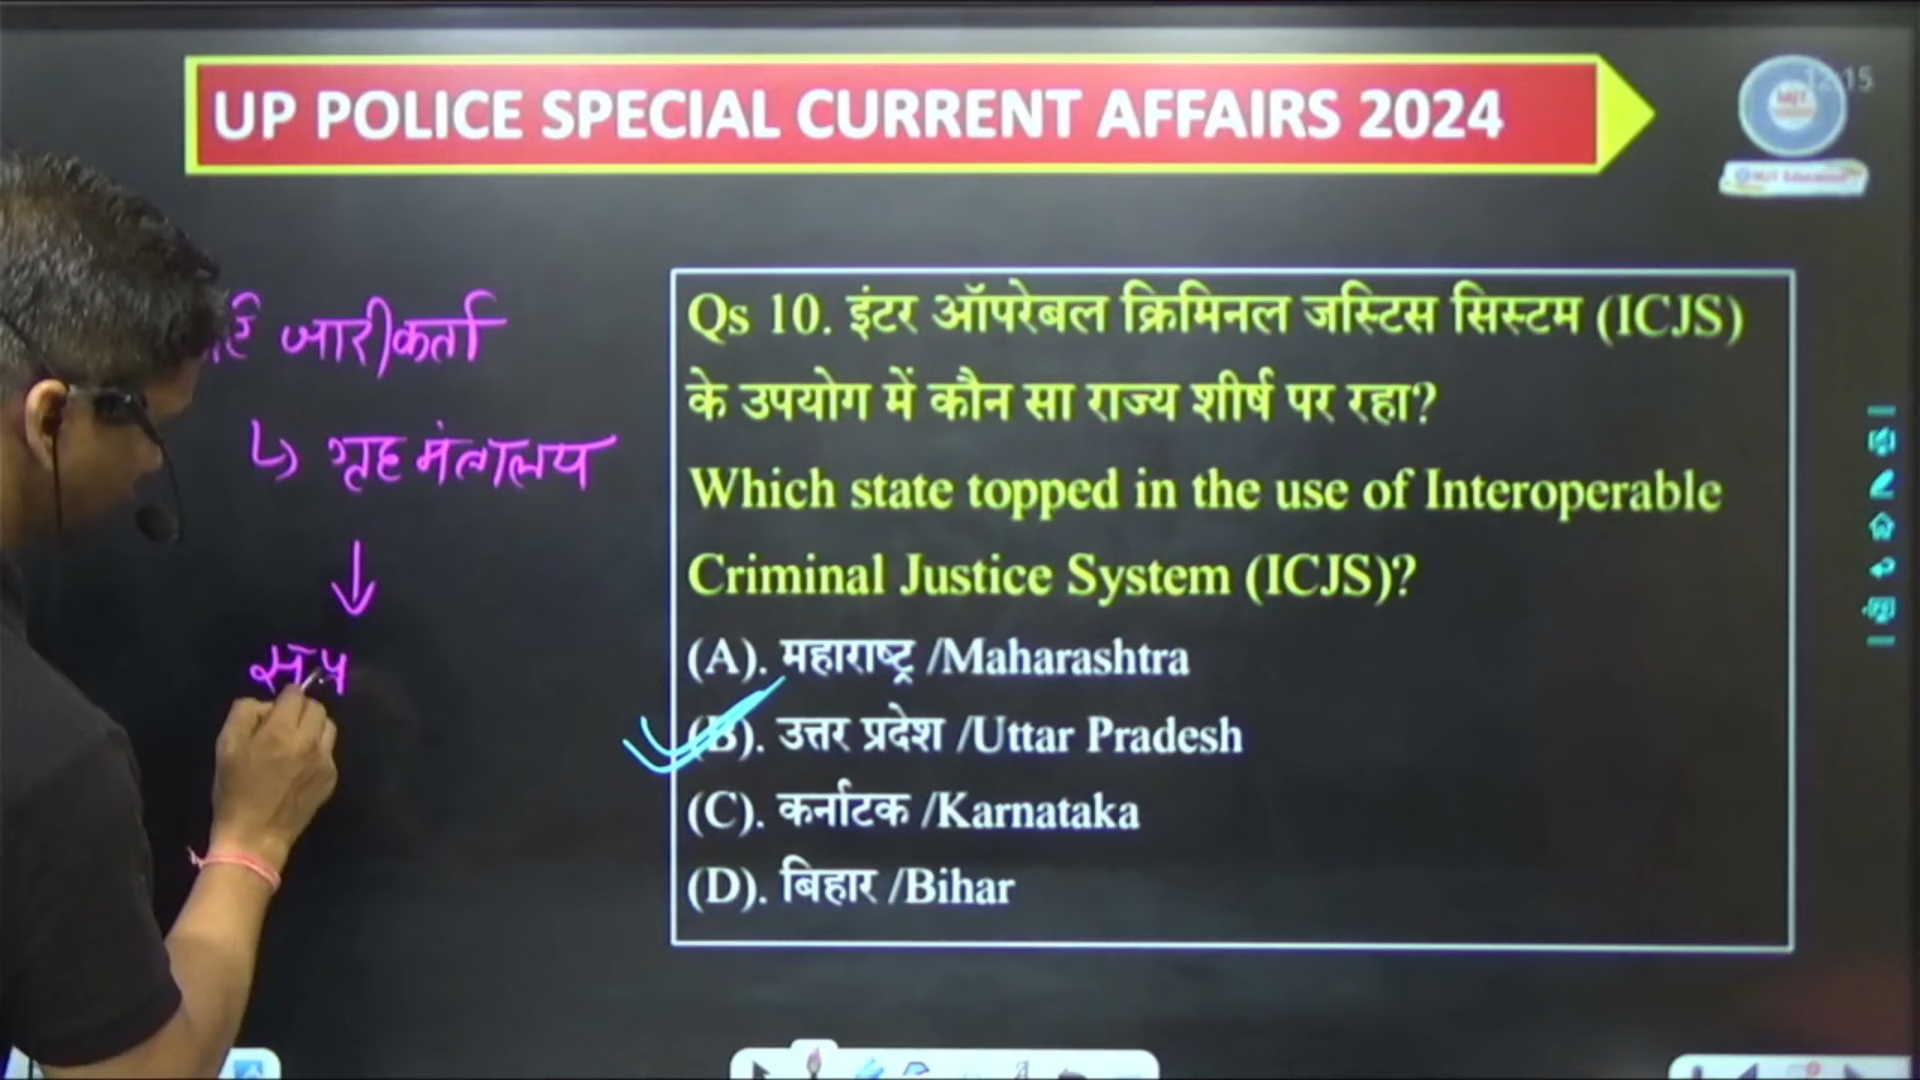 UP POLICE SPECIAL CURRENT AFFAIRS 2024
12:15
जारीकर्ता
गृह मंत्रालय
Qs 10. इंटर ऑपरेबल क्रिमिनल जस्टिस सिस्टम (ICJS)
के उपयोग में कौन सा राज्य शीर्ष पर रहा?
Which state topped in the use of Interoperable
Criminal Justice System (ICJS)?
(A). महाराष्ट्र /Maharashtra
(B). उत्तर प्रदेश /Uttar Pradesh
(C). कर्नाटक /Karnataka
(D). बिहार /Bihar